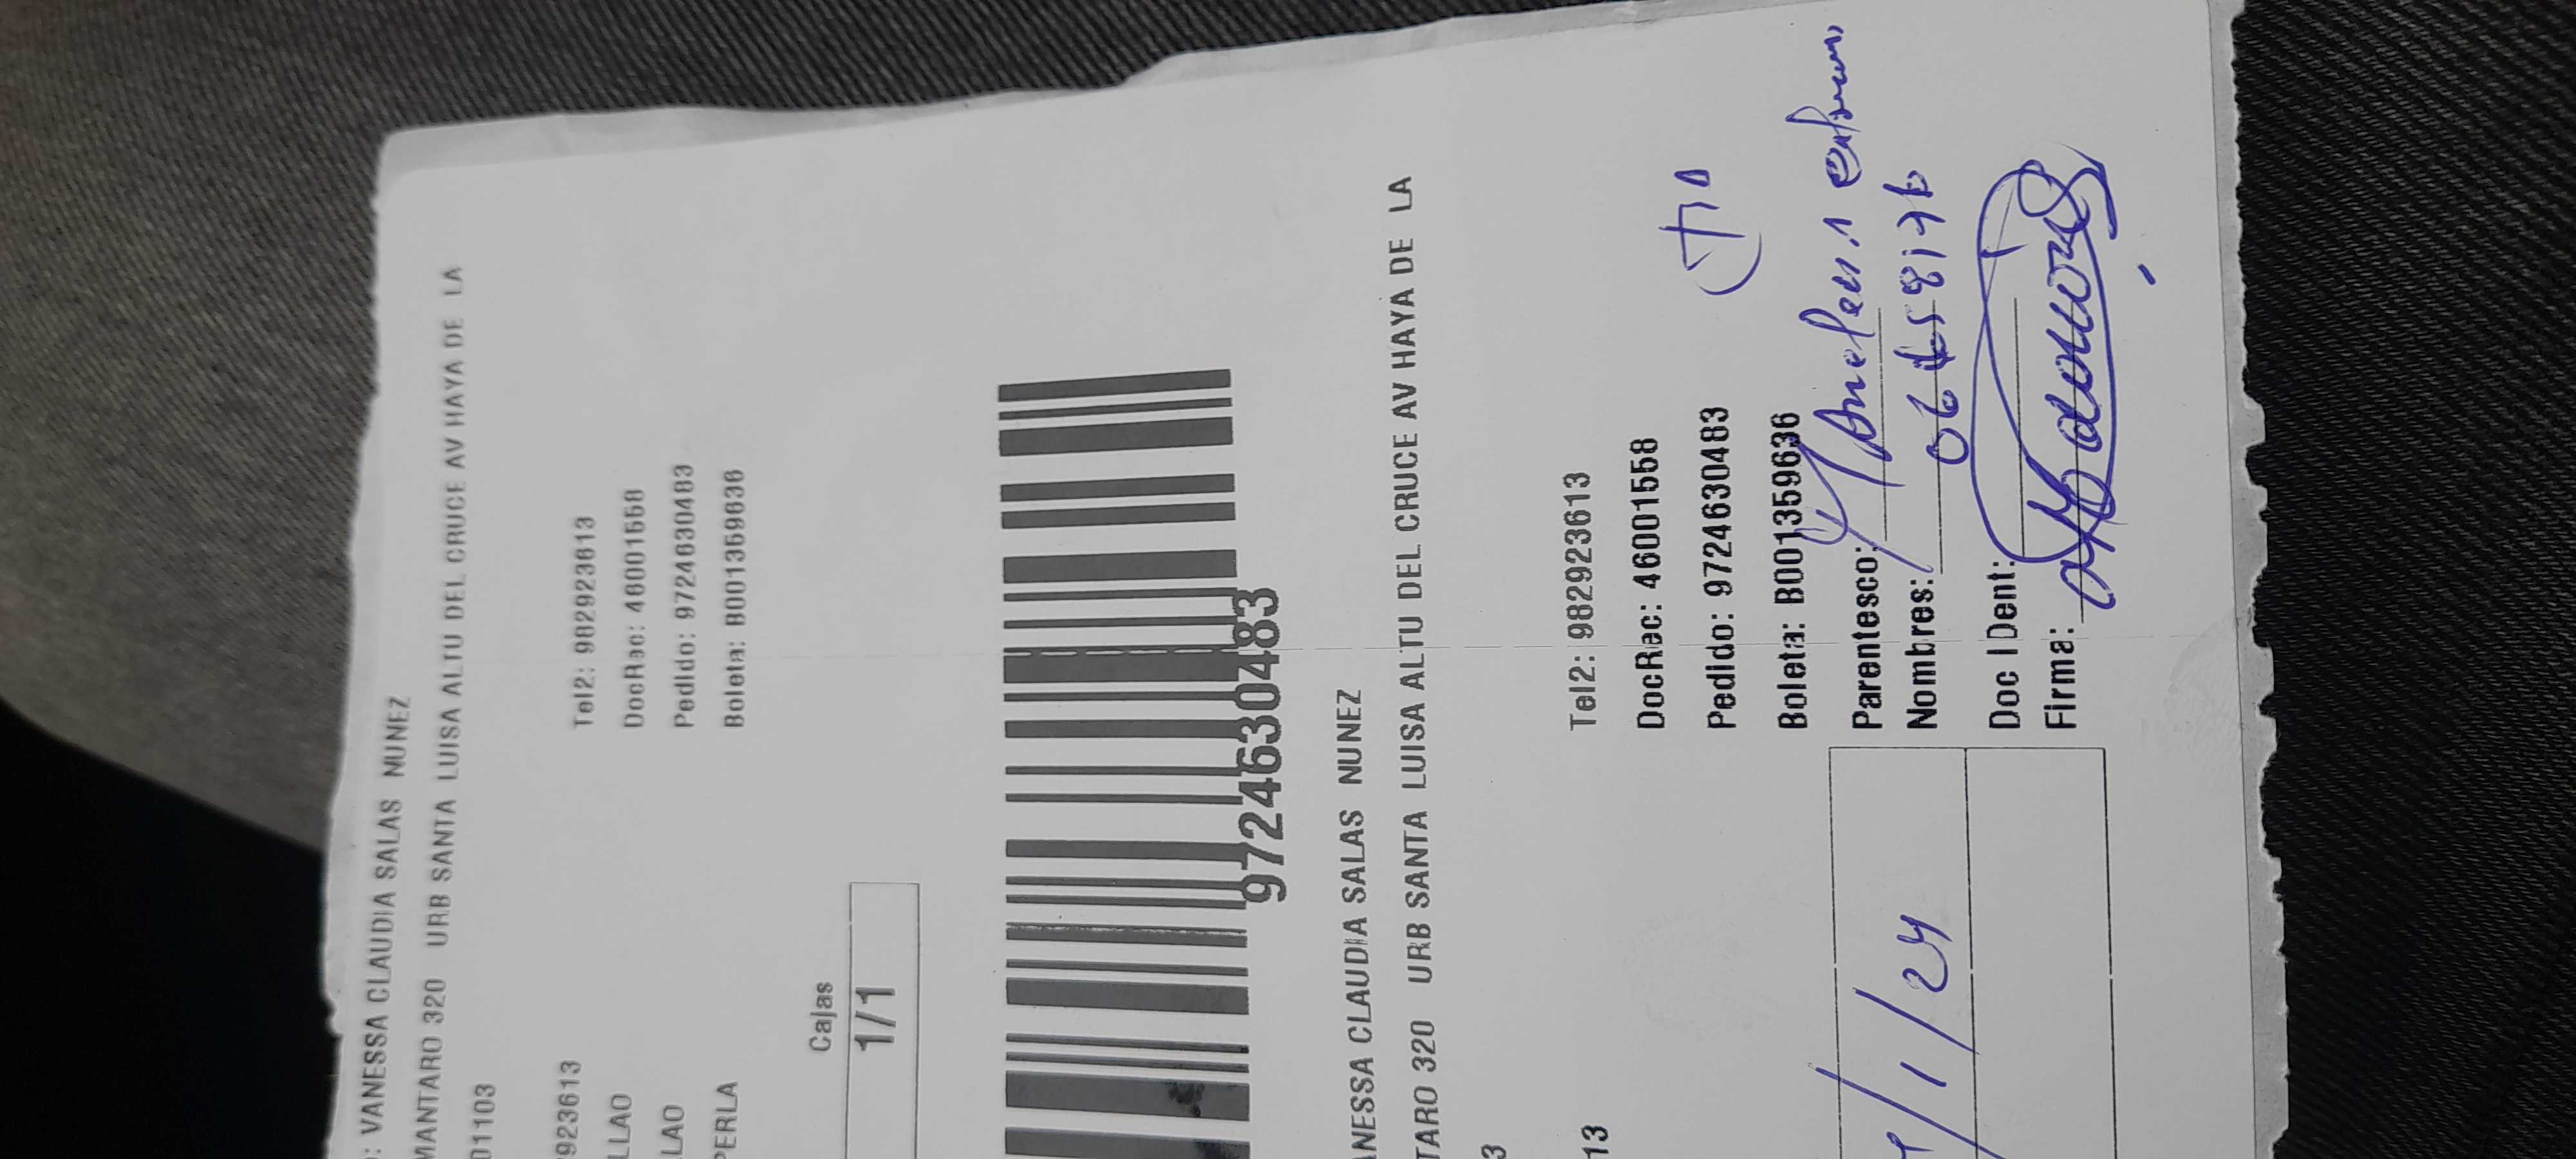 : VANESSA CLAUDIA SALAS NUNEZ
MANTARO 320 URB SANTA LUISA ALTU DEL CRUCE AV HAYA DE LA
01103
9923613 Tel2: 982923613
LLAO DocRec: 46001558
LAO Pedido: 97246304​83
PERLA Boleta: B001359636
Cajas
1/1
9724630483
ANESSA CLAUDIA SALAS NUNEZ
TARO 320 URB SANTA LUISA ALTU DEL CRUCE AV HAYA DE LA
3
13 Tel2: 982923613
DocRec: 46001558
Pedido: 9724630483
Boleta: B001359636
Parentesco:
Nombres:
Doc IDent:
Firma:
/1/24